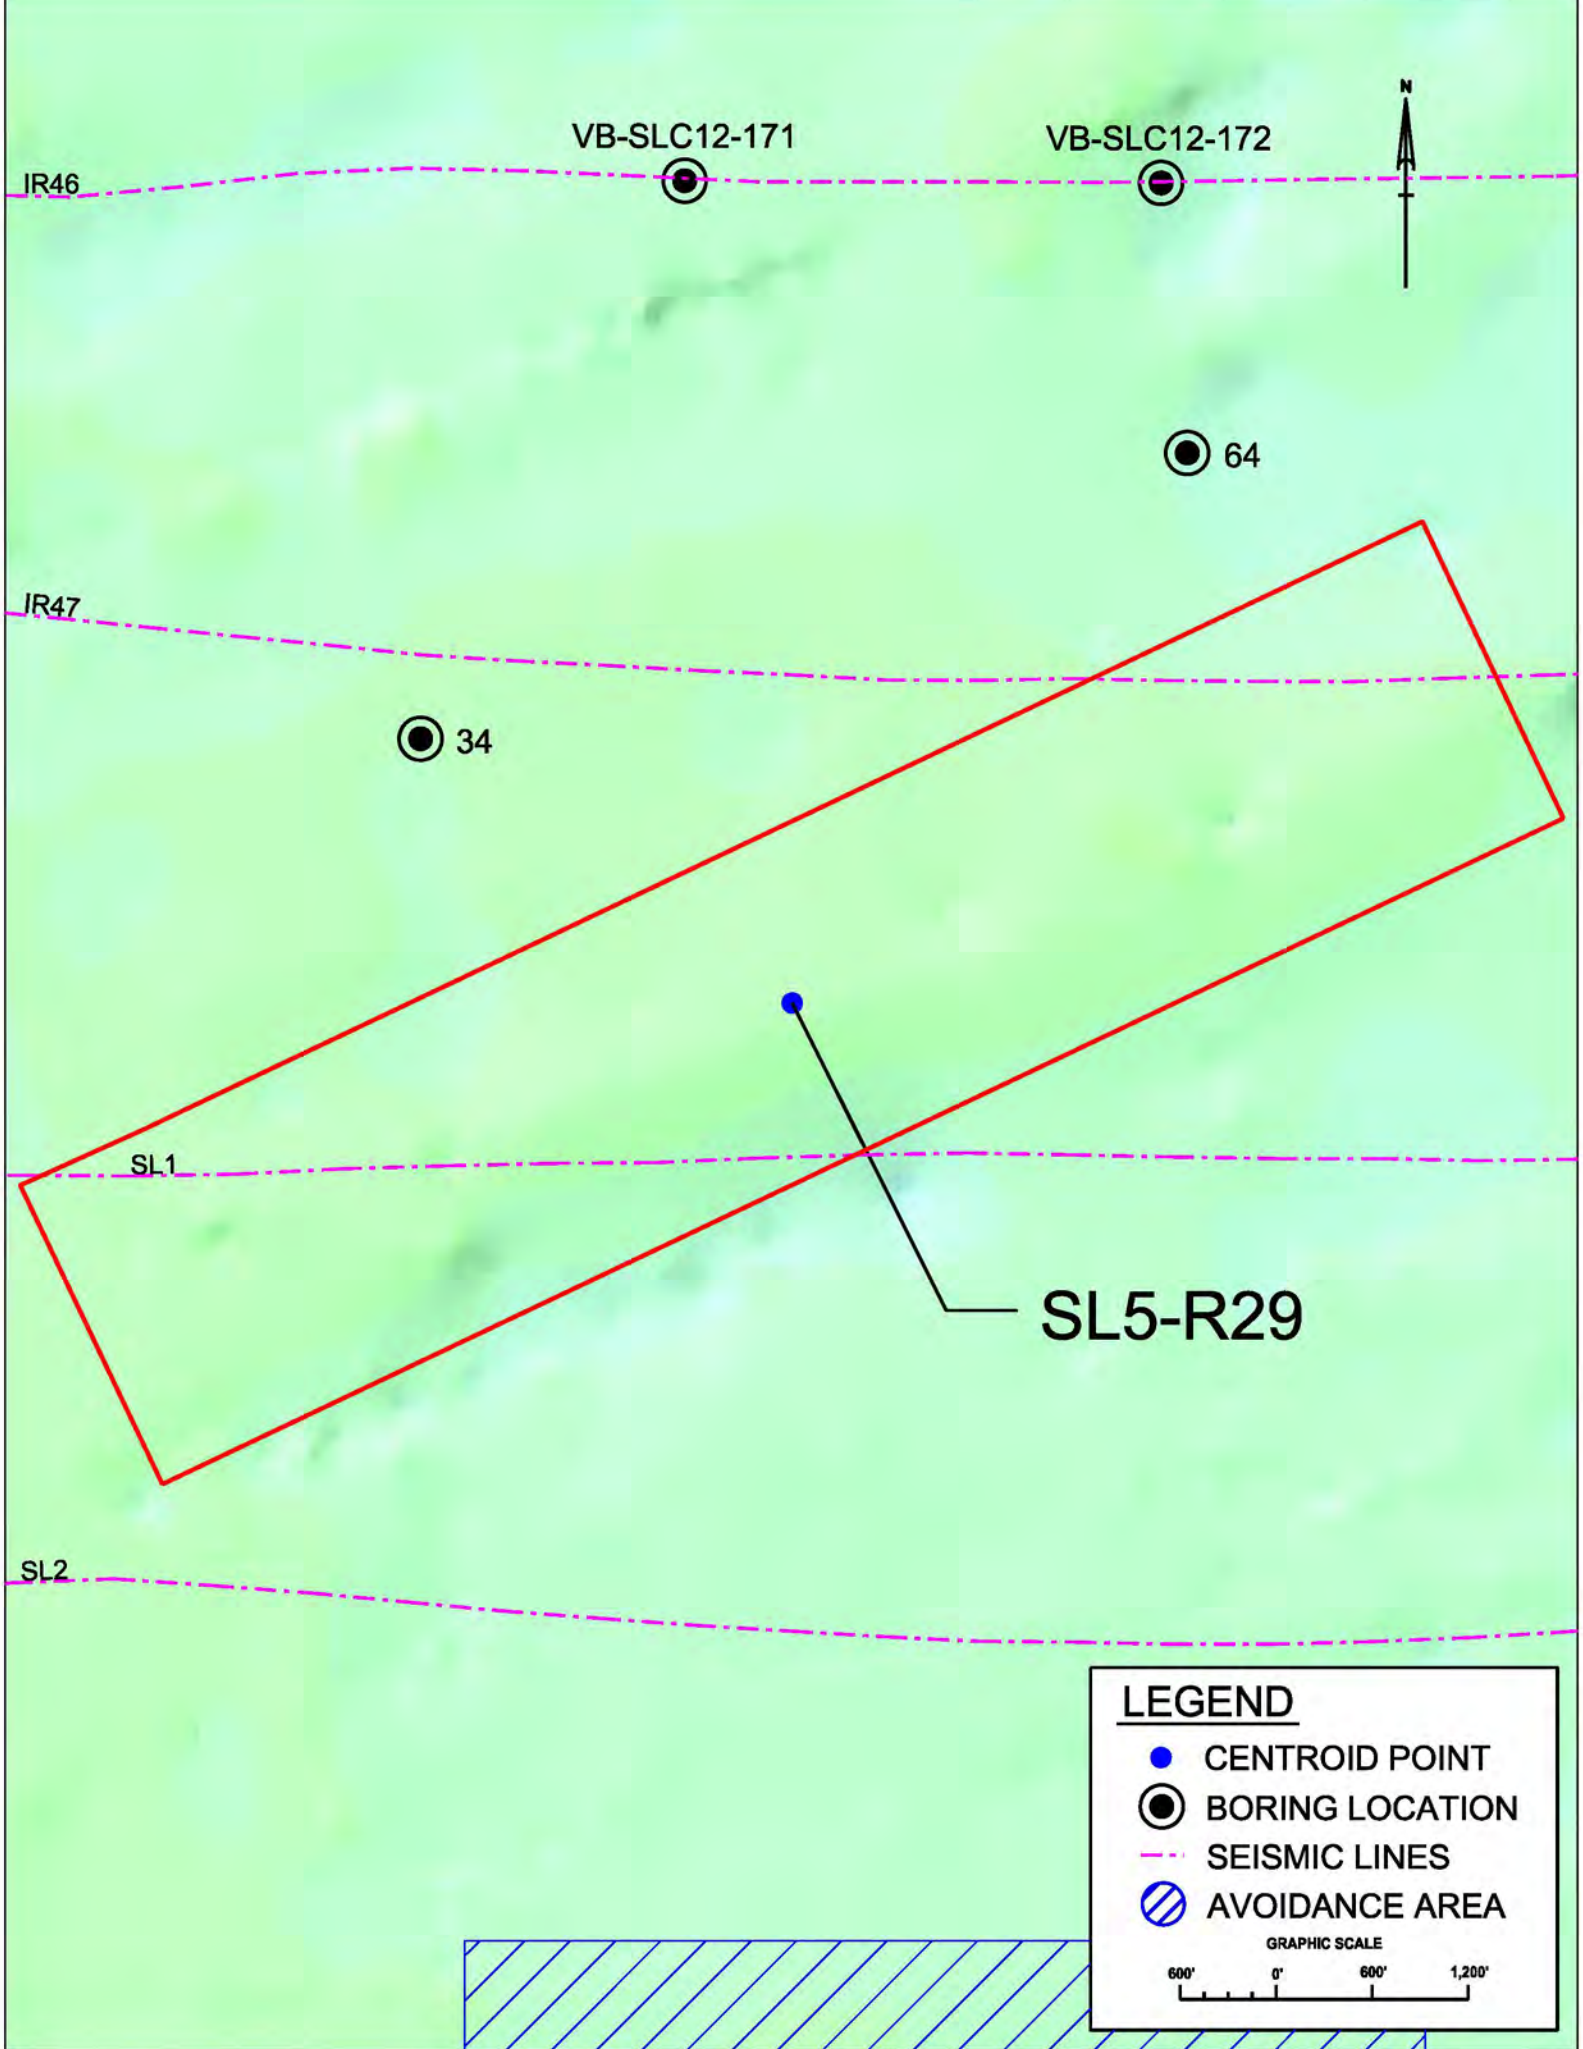 N
VB-SLC12-171
VB-SLC12-172
IR46
64
IR47
34
SL1
SL5-R29
SL2
LEGEND
CENTROID POINT
BORING LOCATION
SEISMIC LINES
AVOIDANCE AREA
GRAPHIC SCALE
600' 0' 600' 1,200'